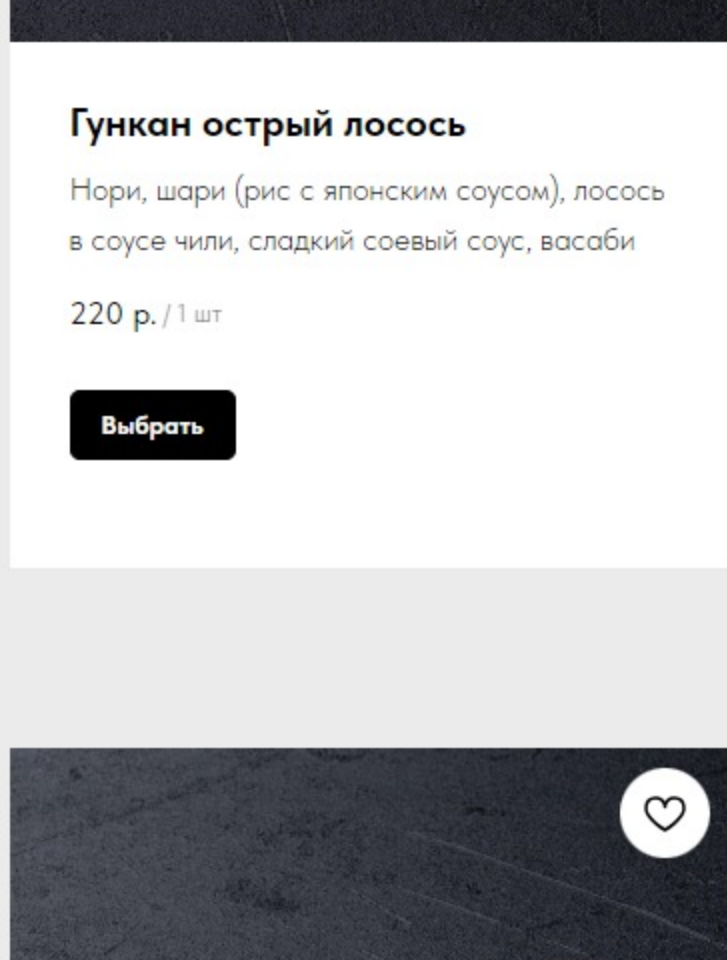 Гункан острый лосось
Нори, шари (рис с японским соусом), лосось
в соусе чили, сладкий соевый соус, васаби
220 р. / 1 шт
Выбрать